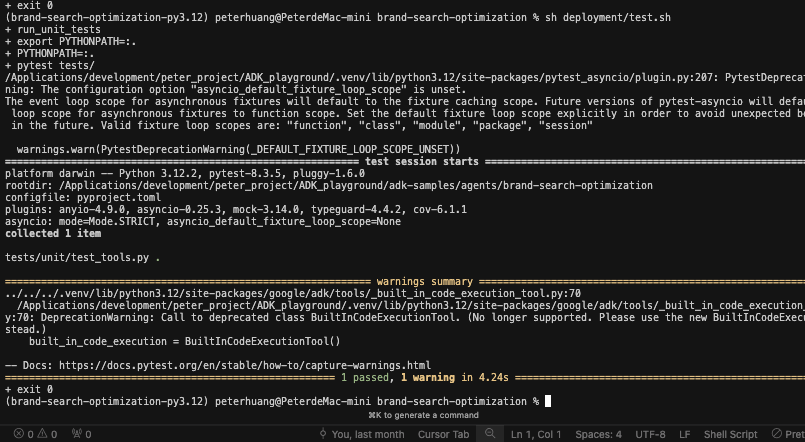 + exit 0
(brand-search-optimization-py3.12) peterhuang@PeterdeMac-mini brand-search-optimization % sh deployment/test.sh
+ run_unit_tests
+ export PYTHONPATH=:.
+ PYTHONPATH=:.
+ pytest tests/
/Applications/development/peter_project/ADK_playground/.venv/lib/python3.12/site-packages/pytest_asyncio/plugin.py:207: PytestDeprecat
ning: The configuration option "asyncio_default_fixture_loop_scope" is unset.
The event loop scope for asynchronous fixtures will default to the fixture caching scope. Future versions of pytest-asyncio will defau
loop scope for asynchronous fixtures to function scope. Set the default fixture loop scope explicitly in order to avoid unexpected be
in the future. Valid fixture loop scopes are: "function", "class", "module", "package", "session"
warnings.warn(PytestDeprecationWarning(_DEFAULT_FIXTURE_LOOP_SCOPE_UNSET))
test session starts
platform darwin -- Python 3.12.2, pytest-8.3.5, pluggy-1.6.0
rootdir: /Applications/development/peter_project/ADK_playground/adk-samples/agents/brand-search-optimization
configfile: pyproject.toml
plugins: anyio-4.9.0, asyncio-0.25.3, mock-3.14.0, typeguard-4.4.2, cov-6.1.1
asyncio: mode=Mode.STRICT, asyncio_default_fixture_loop_scope=None
collected 1 item
tests/unit/test_tools.py .
warnings summary
../../../.venv/lib/python3.12/site-packages/google/adk/tools/_built_in_code_execution_tool.py:70
/Applications/development/peter_project/ADK_playground/.venv/lib/python3.12/site-packages/google/adk/tools/_built_in_code_execution_
y:70: DeprecationWarning: Call to deprecated class BuiltInCodeExecutionTool. (No longer supported. Please use the new BuiltInCodeExecu
stead.)
built_in_code_execution = BuiltInCodeExecutionTool()
-- Docs: https://docs.pytest.org/en/stable/how-to/capture-warnings.html
1 passed, 1 warning in 4.24s
+ exit 0
(brand-search-optimization-py3.12) peterhuang@PeterdeMac-mini brand-search-optimization %
⌘K to generate a command
0 0 0 You, last month Cursor Tab Ln 1, Col 1 Spaces: 4 UTF-8 LF Shell Script Pret